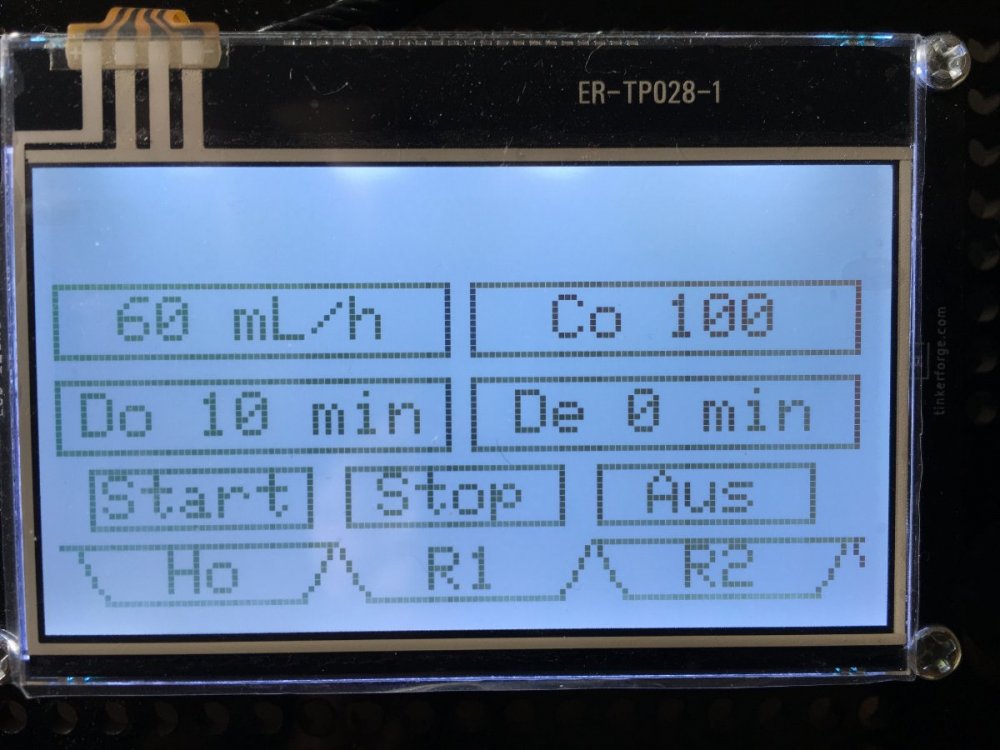 ER-TP028-1
60 mL/h Co 100
Do 10 min De 0 min
Start Stop Aus
Ho R1 R2
tinkerforge.com